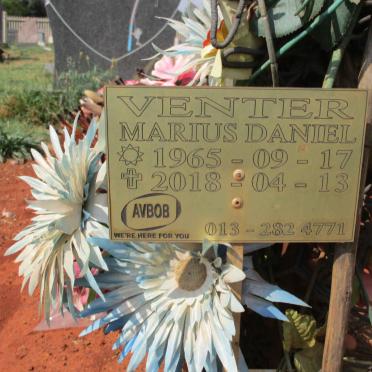 VENTER
MARIUS DANIEL
1965 - 09 - 17
2018 - 04 - 13
AVBOB
WE'RE HERE FOR YOU
013 - 282 4771